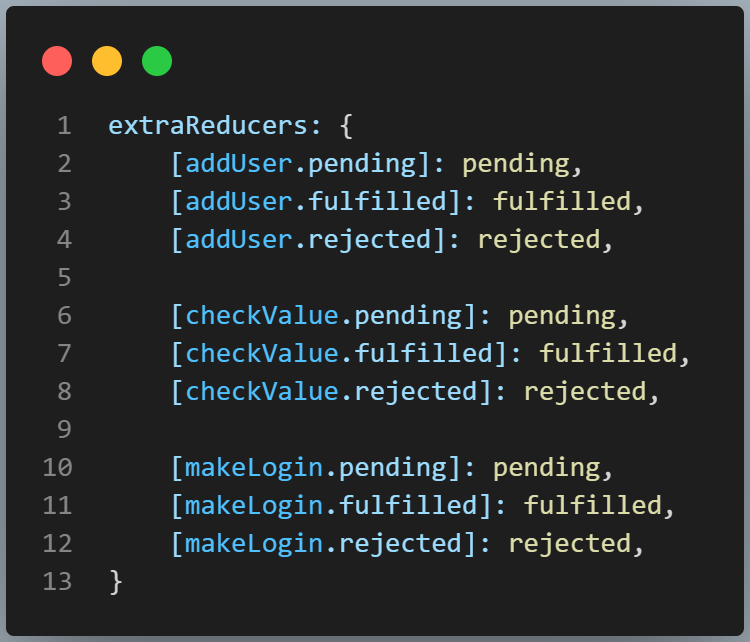 1 extraReducers: {
2 [addUser.pending]: pending,
3 [addUser.fulfilled]: fulfilled,
4 [addUser.rejected]: rejected,
5
6 [checkValue.pending]: pending,
7 [checkValue.fulfilled]: fulfilled,
8 [checkValue.rejected]: rejected,
9
10 [makeLogin.pending]: pending,
11 [makeLogin.fulfilled]: fulfilled,
12 [makeLogin.rejected]: rejected,
13 }